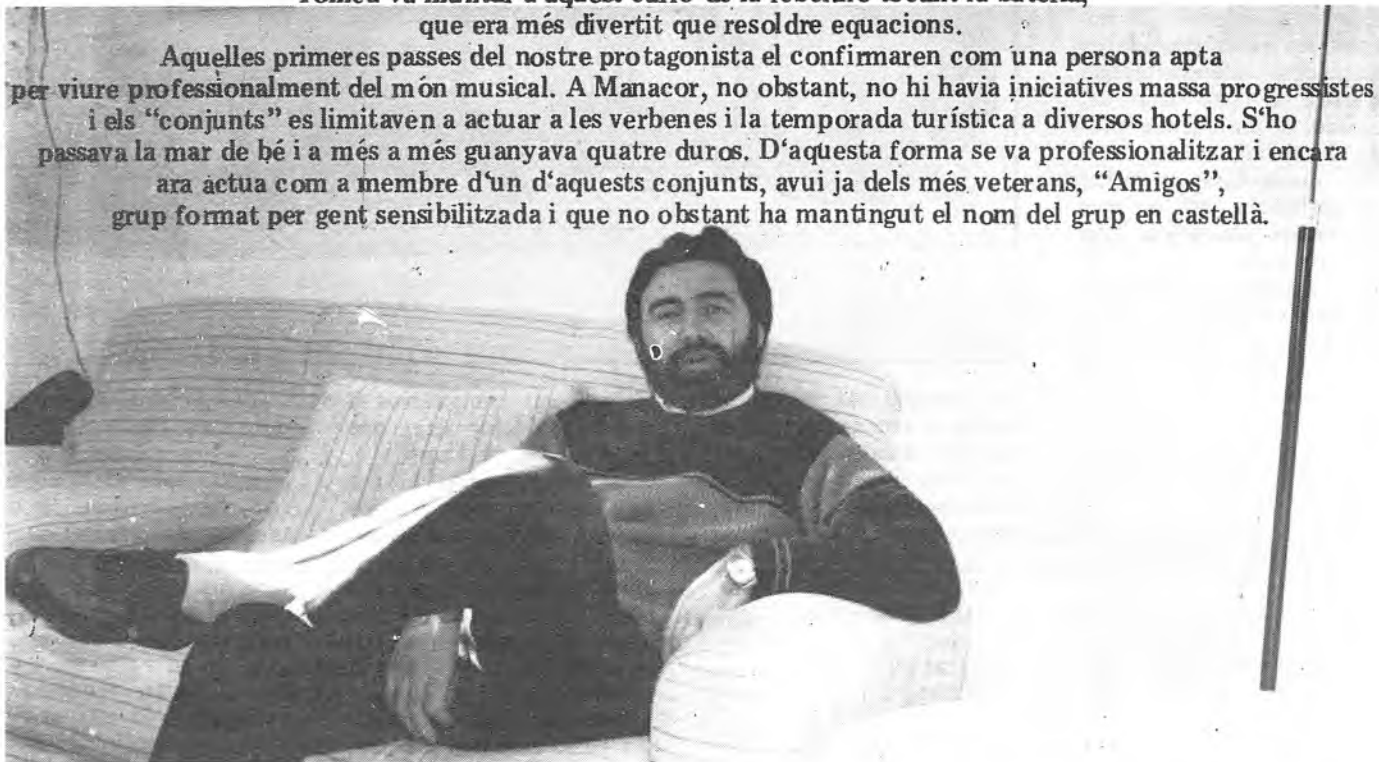 que era més divertit que resoldre equacions.
Aquelles primeres passes del nostre protagonista el confirmaren com una persona apta
per viure professionalment del món musical. A Manacor, no obstant, no hi havia iniciatives massa progressistes
i els “conjunts” es limitaven a actuar a les verbenes i la temporada turística a diversos hotels. S‘ho
passava la mar de bé i a més a més guanyava quatre duros. D‘aquesta forma se va professionalitzar i encara
ara actua com a membre d‘un d‘aquests conjunts, avui ja dels més veterans, “Amigos”,
grup format per gent sensibilitzada i que no obstant ha mantingut el nom del grup en castellà.